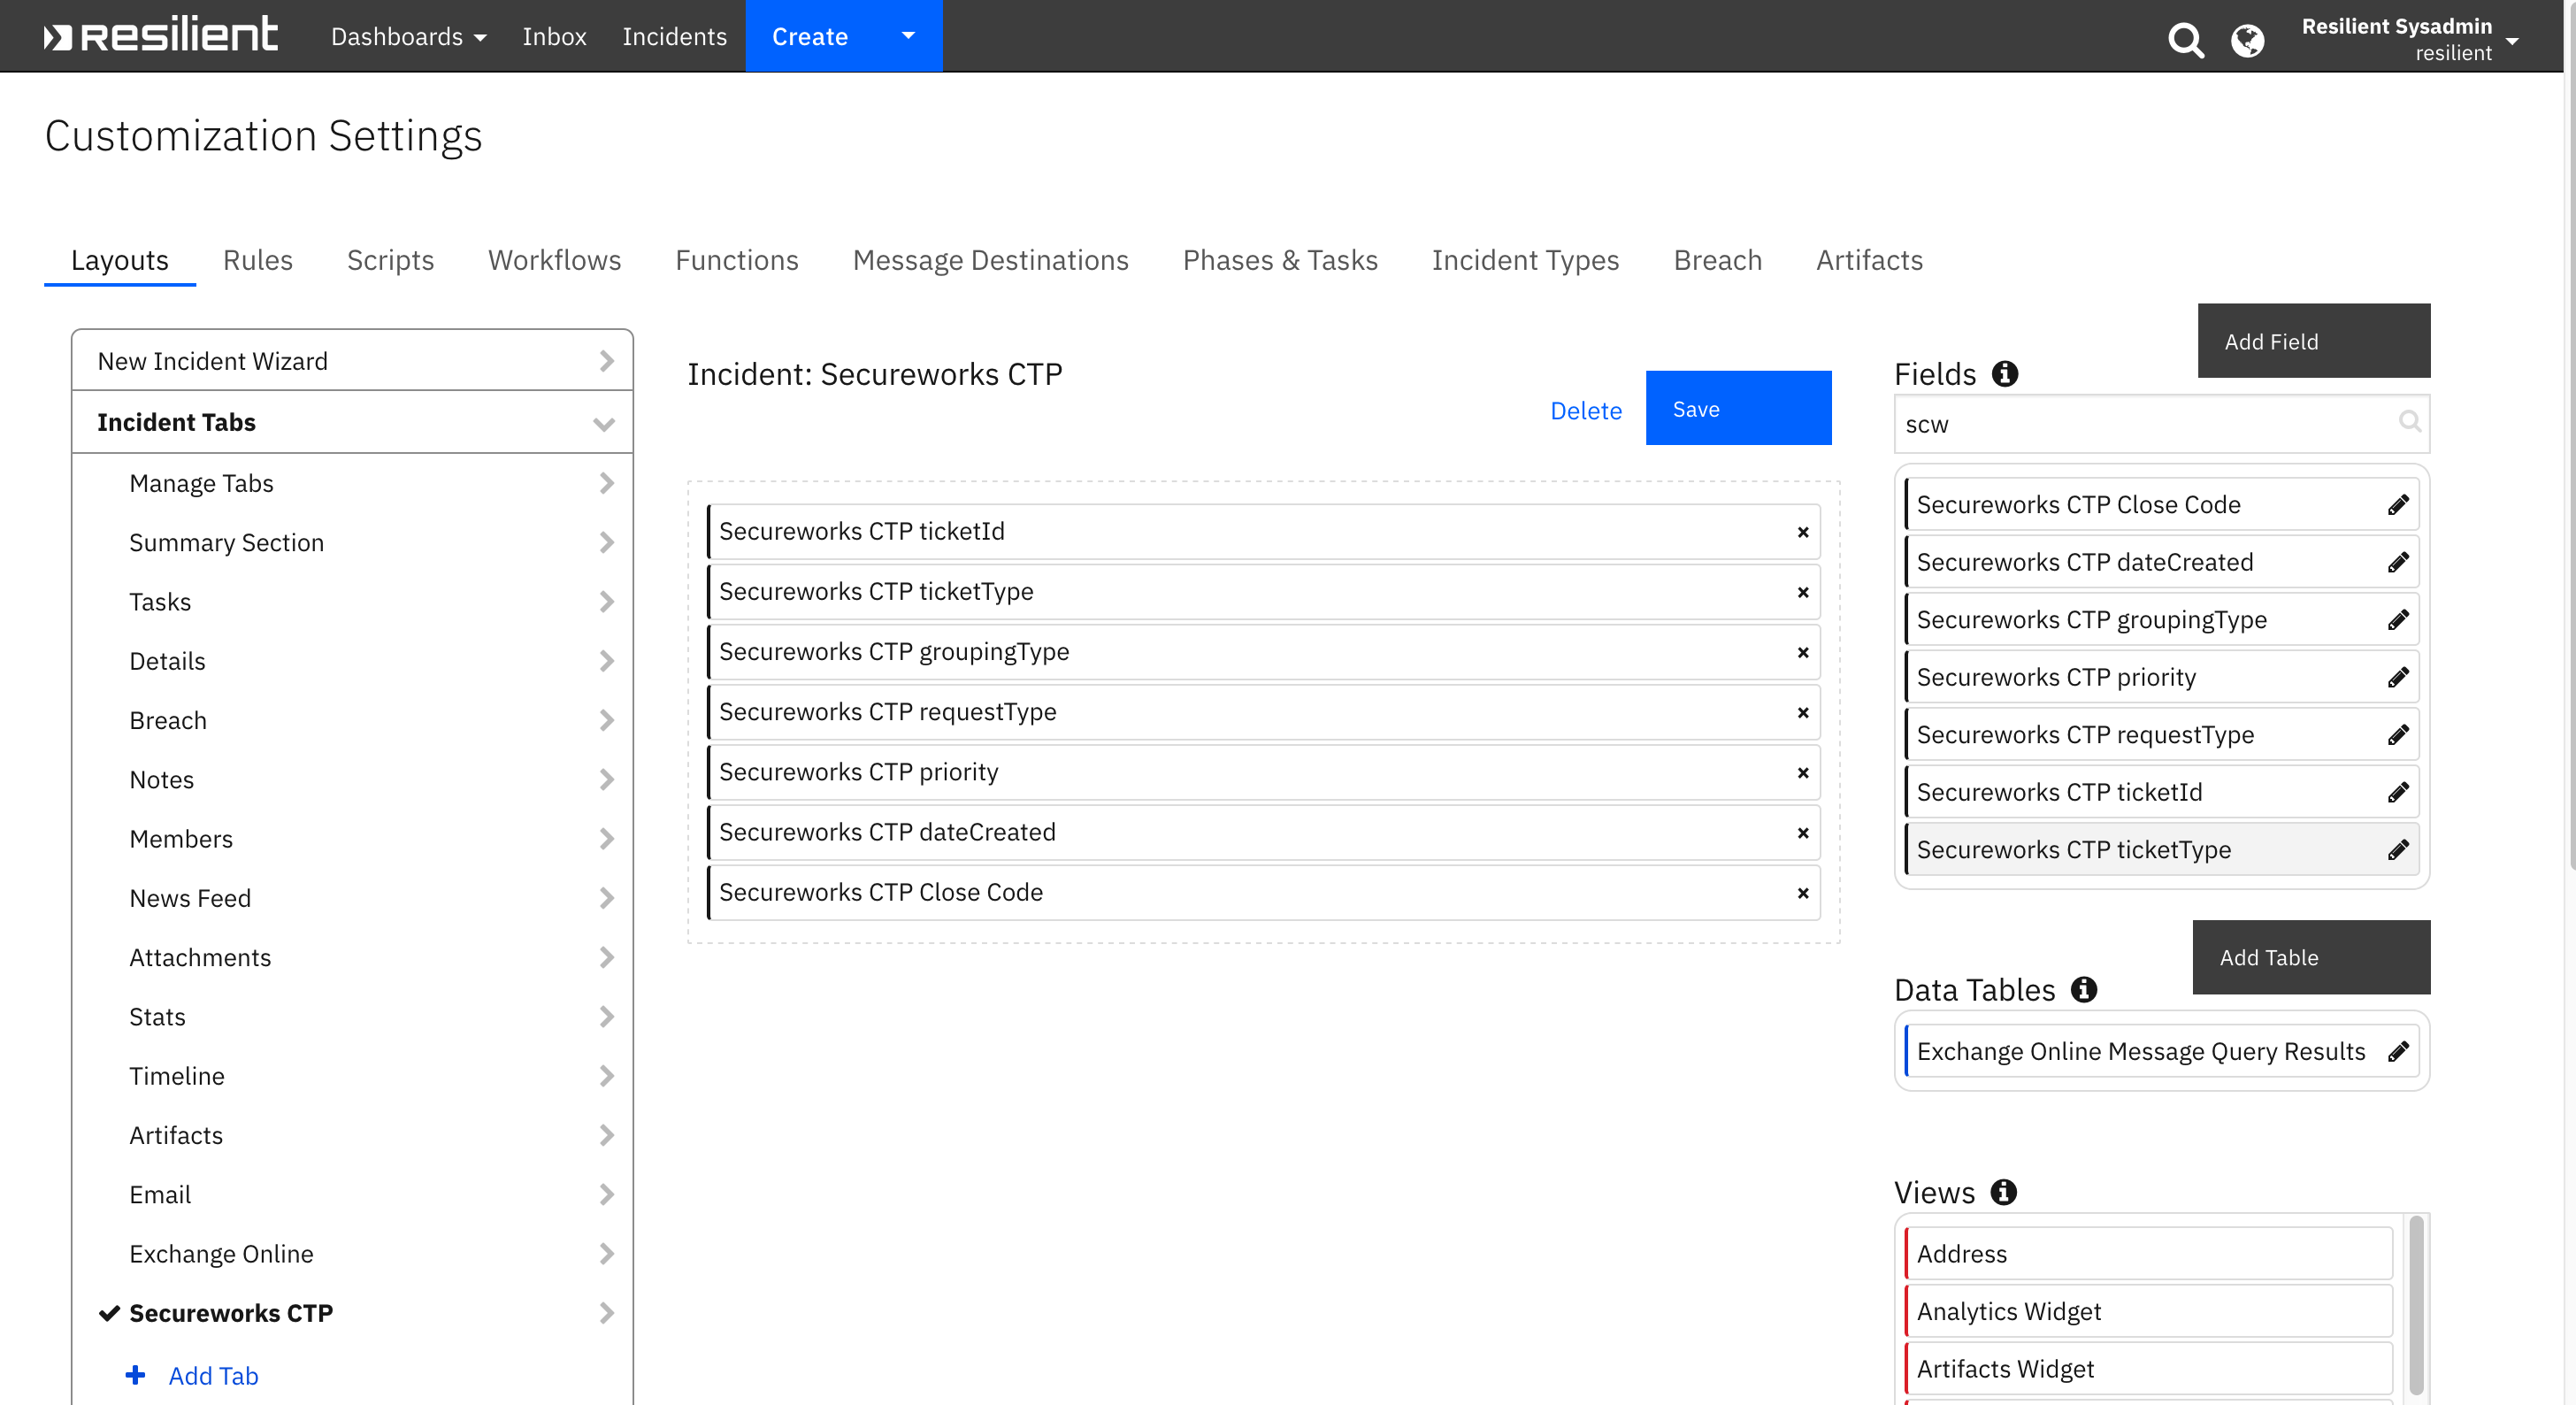 resilient
Dashboards
Inbox
Incidents
Create
Resilient Sysadmin
resilient
Customization Settings
Layouts
Rules
Scripts
Workflows
Functions
Message Destinations
Phases & Tasks
Incident Types
Breach
Artifacts
New Incident Wizard
Incident Tabs
Manage Tabs
Summary Section
Tasks
Details
Breach
Notes
Members
News Feed
Attachments
Stats
Timeline
Artifacts
Email
Exchange Online
Secureworks CTP
Add Tab
Incident: Secureworks CTP
Delete
Save
Secureworks CTP ticketId
Secureworks CTP ticketType
Secureworks CTP groupingType
Secureworks CTP requestType
Secureworks CTP priority
Secureworks CTP dateCreated
Secureworks CTP Close Code
Add Field
Fields
scw
Secureworks CTP Close Code
Secureworks CTP dateCreated
Secureworks CTP groupingType
Secureworks CTP priority
Secureworks CTP requestType
Secureworks CTP ticketId
Secureworks CTP ticketType
Add Table
Data Tables
Exchange Online Message Query Results
Views
Address
Analytics Widget
Artifacts Widget